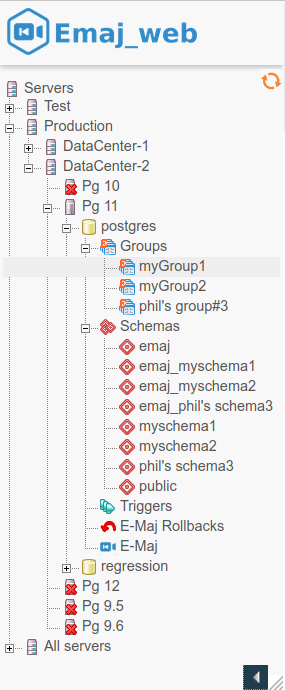 Emaj_web
Servers
Test
Production
DataCenter-1
DataCenter-2
Pg 10
Pg 11
postgres
Groups
myGroup1
myGroup2
phil's group#3
Schemas
emaj
emaj_myschema1
emaj_myschema2
emaj_phil's schema3
myschema1
myschema2
phil's schema3
public
Triggers
E-Maj Rollbacks
E-Maj
regression
Pg 12
Pg 9.5
Pg 9.6
All servers